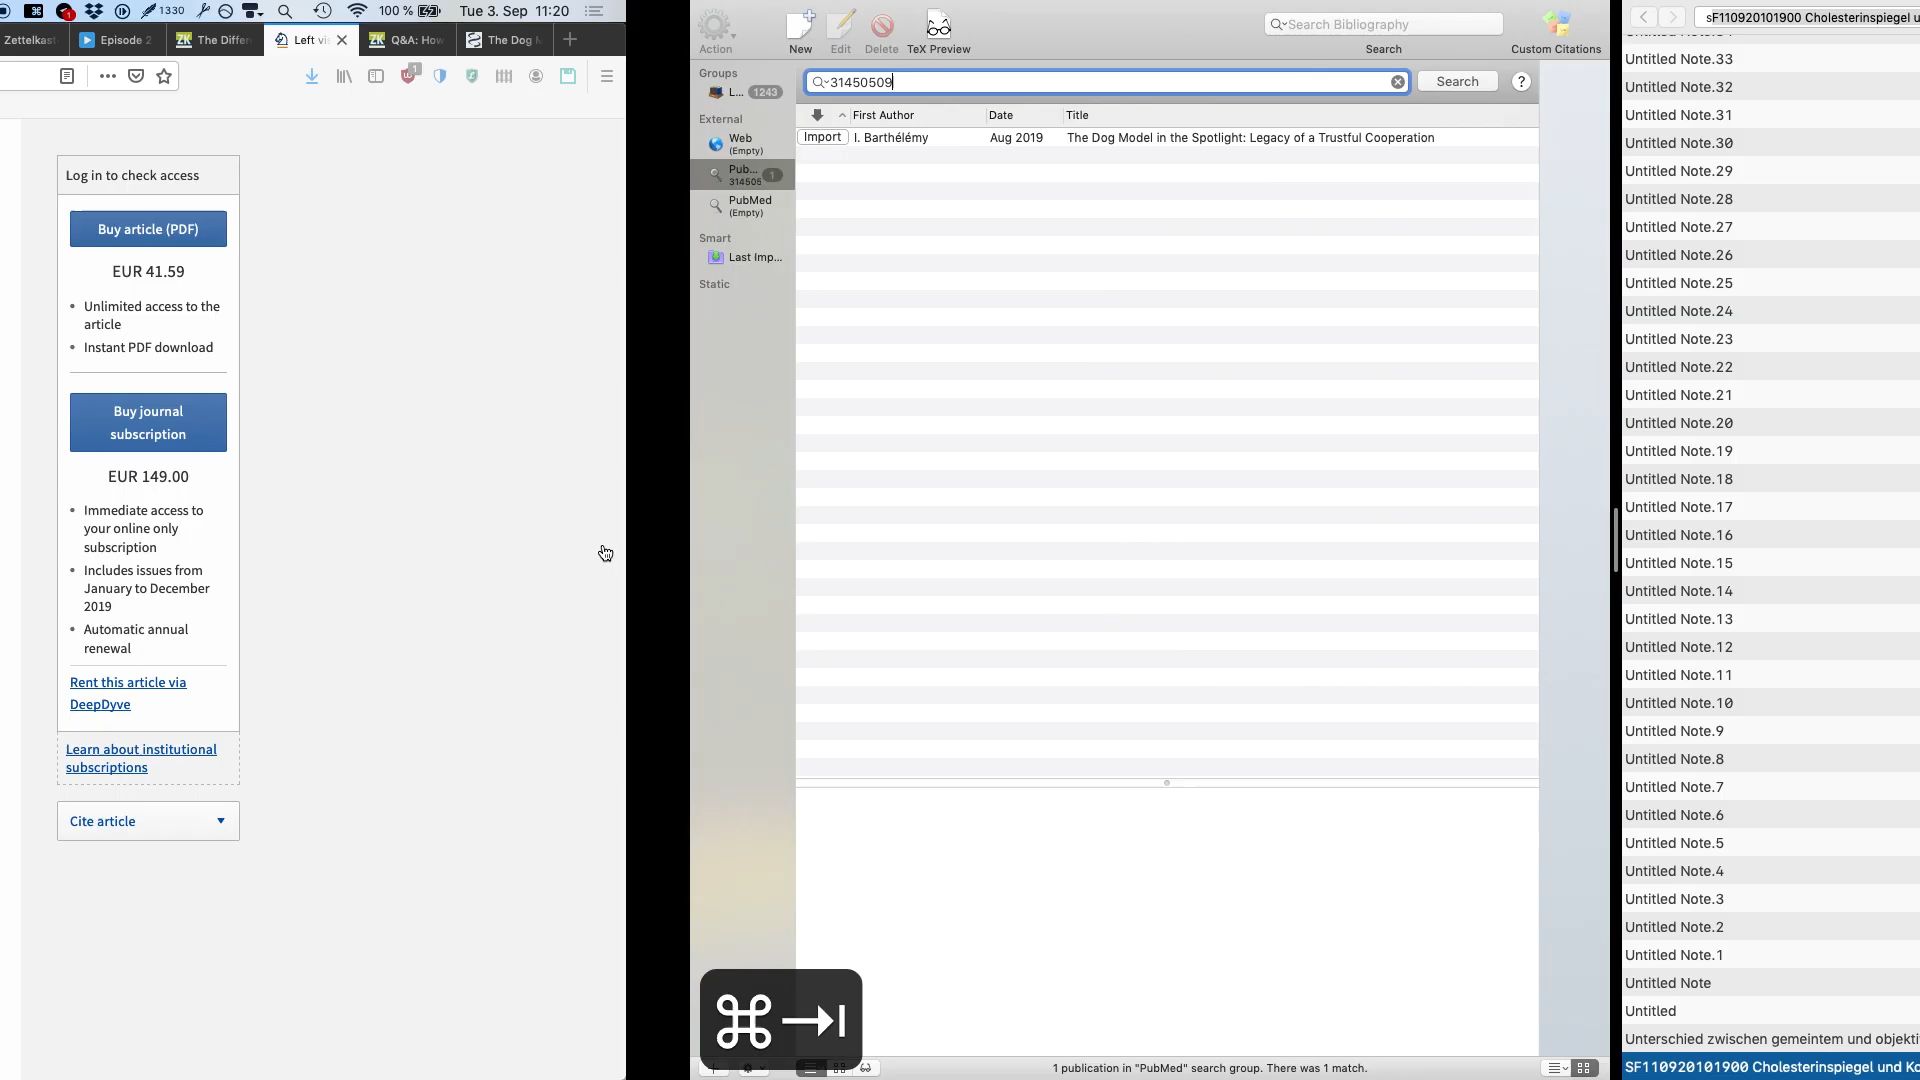 1330
100 %
Tue 3. Sep 11:20
Zettelkast
Episode 2
The Differ
Left vi
Q&A: How
The Dog M
1
Log in to check access
Buy article (PDF)
EUR 41.59
• Unlimited access to the
article
• Instant PDF download
Buy journal
subscription
EUR 149.00
• Immediate access to
your online only
subscription
• Includes issues from
January to December
2019
• Automatic annual
renewal
Rent this article via
DeepDyve
Learn about institutional
subscriptions
Cite article
Action
New
Edit
Delete
TeX Preview
Search Bibliography
Search
Custom Citations
Groups
L... 1243
External
Web
(Empty)
Pub... 1
314505
PubMed
(Empty)
Smart
Last Imp...
Static
31450509
Search
?
First Author
Date
Title
Import
I. Barthélémy
Aug 2019
The Dog Model in the Spotlight: Legacy of a Trustful Cooperation
1 publication in "PubMed" search group. There was 1 match.
sF110920101900 Cholesterinspiegel u
Untitled Note.33
Untitled Note.32
Untitled Note.31
Untitled Note.30
Untitled Note.29
Untitled Note.28
Untitled Note.27
Untitled Note.26
Untitled Note.25
Untitled Note.24
Untitled Note.23
Untitled Note.22
Untitled Note.21
Untitled Note.20
Untitled Note.19
Untitled Note.18
Untitled Note.17
Untitled Note.16
Untitled Note.15
Untitled Note.14
Untitled Note.13
Untitled Note.12
Untitled Note.11
Untitled Note.10
Untitled Note.9
Untitled Note.8
Untitled Note.7
Untitled Note.6
Untitled Note.5
Untitled Note.4
Untitled Note.3
Untitled Note.2
Untitled Note.1
Untitled Note
Untitled
Unterschied zwischen gemeintem und objekti
SF110920101900 Cholesterinspiegel und Ko